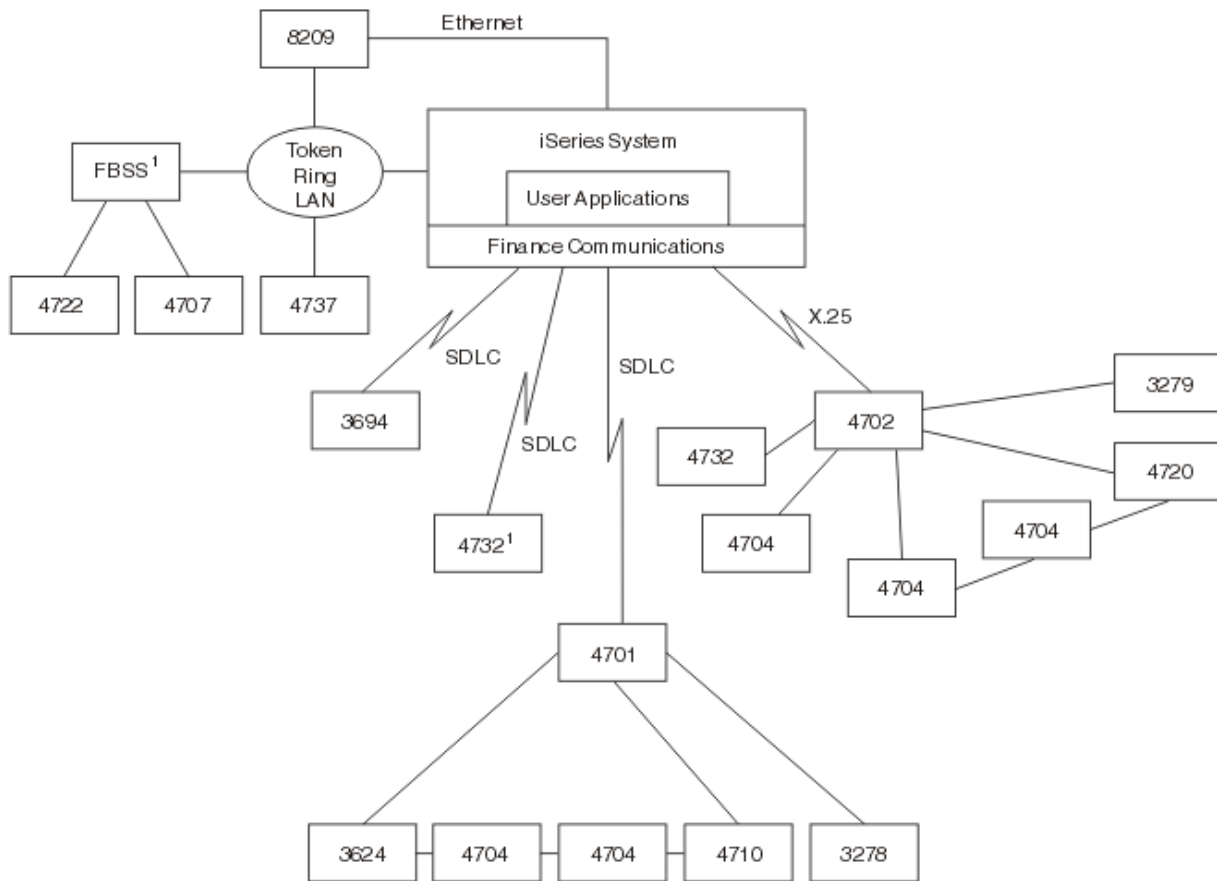 Ethernet
8209
iSeries System
Token
Ring
LAN
FBSS¹
User Applications
Finance Communications
4722
4707
4737
X.25
SDLC
SDLC
3279
3694
4702
SDLC
4732
4720
4732¹
4704
4704
4704
4701
3624
4704
4704
4710
3278